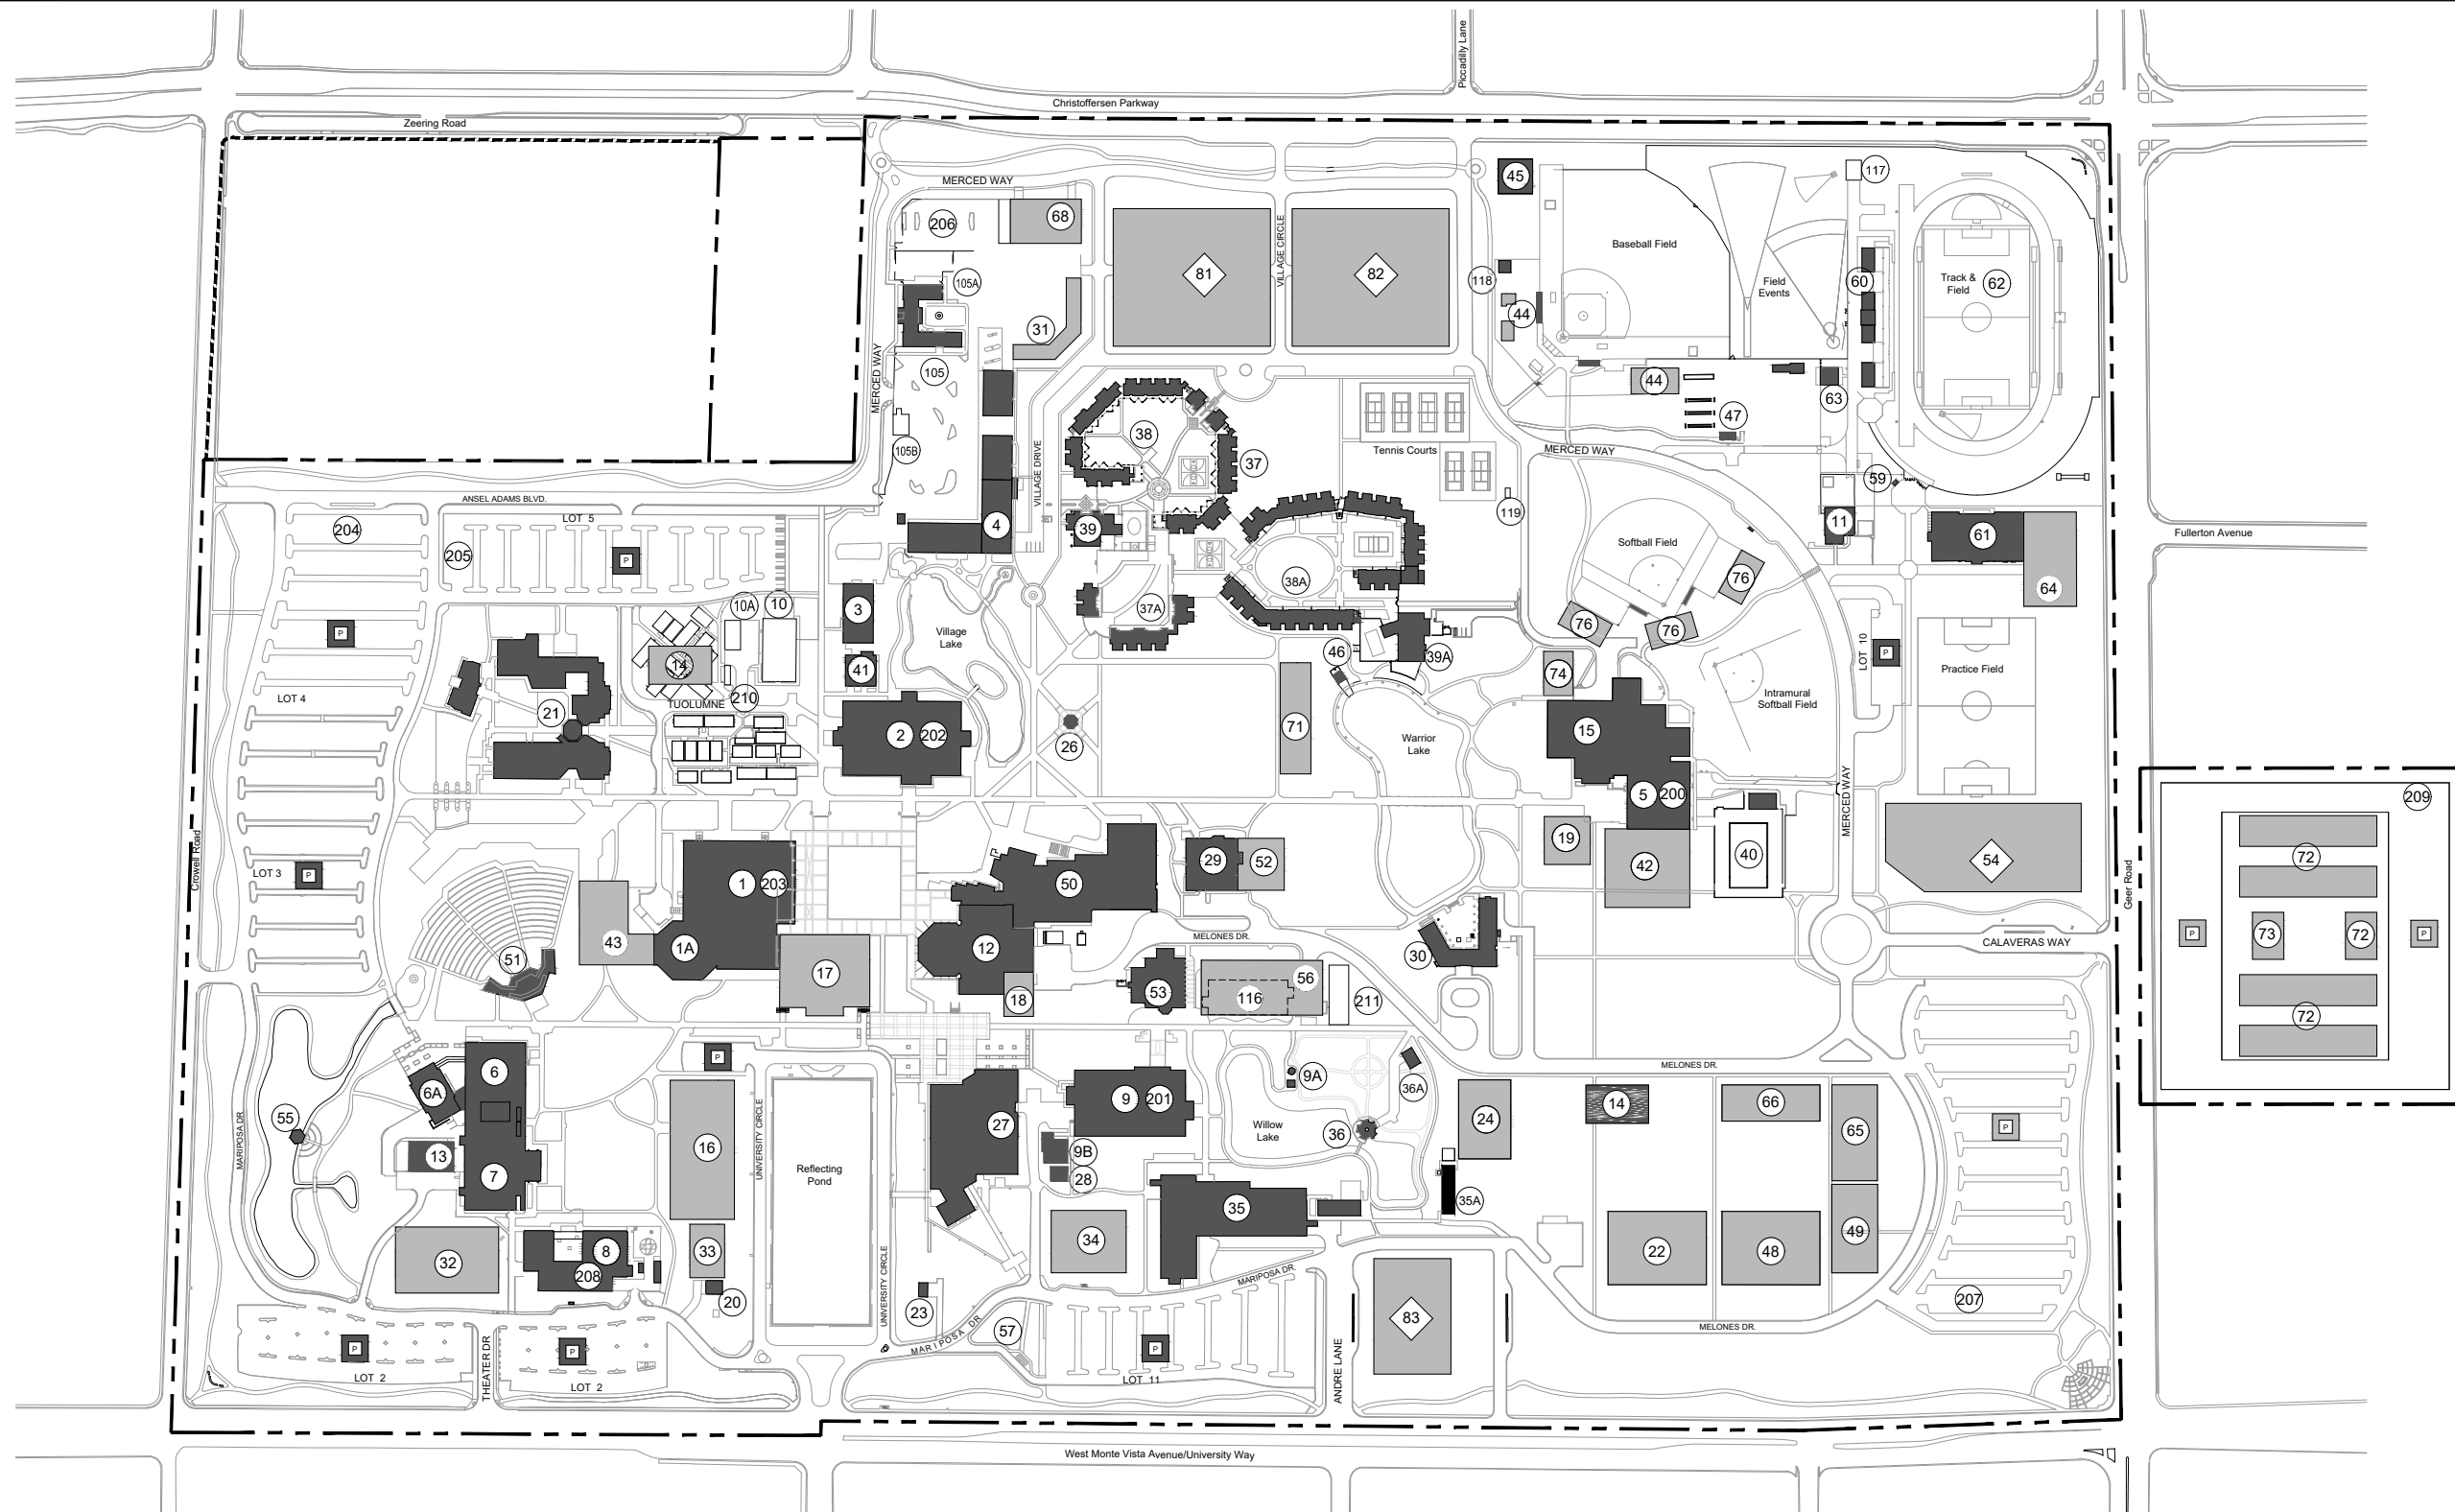 Piccadilly Lane
Christoffersen Parkway
Zeering Road
MERCED WAY
45
117
206
68
81
VILLAGE CIRCLE
82
118
Baseball Field
Field
Events
60
Track &
Field
62
105A
44
31
MERCED WAY
105
44
63
47
38
105B
VILLAGE DRIVE
37
Tennis Courts
MERCED WAY
59
ANSEL ADAMS BLVD.
204
LOT 5
205
P
4
39
119
11
61
Fullerton Avenue
Softball Field
38A
76
64
10A
10
3
37A
76
76
P
Village
Lake
14
41
46
39A
LOT 10
P
Practice Field
74
LOT 4
210
TUOLUMNE
21
2
202
26
71
Warrior
Lake
15
Intramural
Softball Field
5
200
MERCED WAY
209
Crowell Road
LOT 3
P
1
203
50
29
52
19
42
40
54
72
Geer Road
43
1A
12
MELONES DR.
30
CALAVERAS WAY
P
73
72
P
51
17
18
53
116
56
211
72
P
6
6A
9A
36A
MELONES DR.
55
MARIPOSA DR.
13
7
16
UNIVERSITY CIRCLE
Reflecting
Pond
27
9
201
9B
28
Willow
Lake
36
24
14
66
65
P
35A
32
8
208
33
20
UNIVERSITY CIRCLE
23
34
35
MARIPOSA DR.
22
48
49
207
MARIPOSA DR.
57
P
P
THEATER DR
P
LOT 2
LOT 2
LOT 11
ANDRE LANE
83
MELONES DR.
West Monte Vista Avenue/University Way